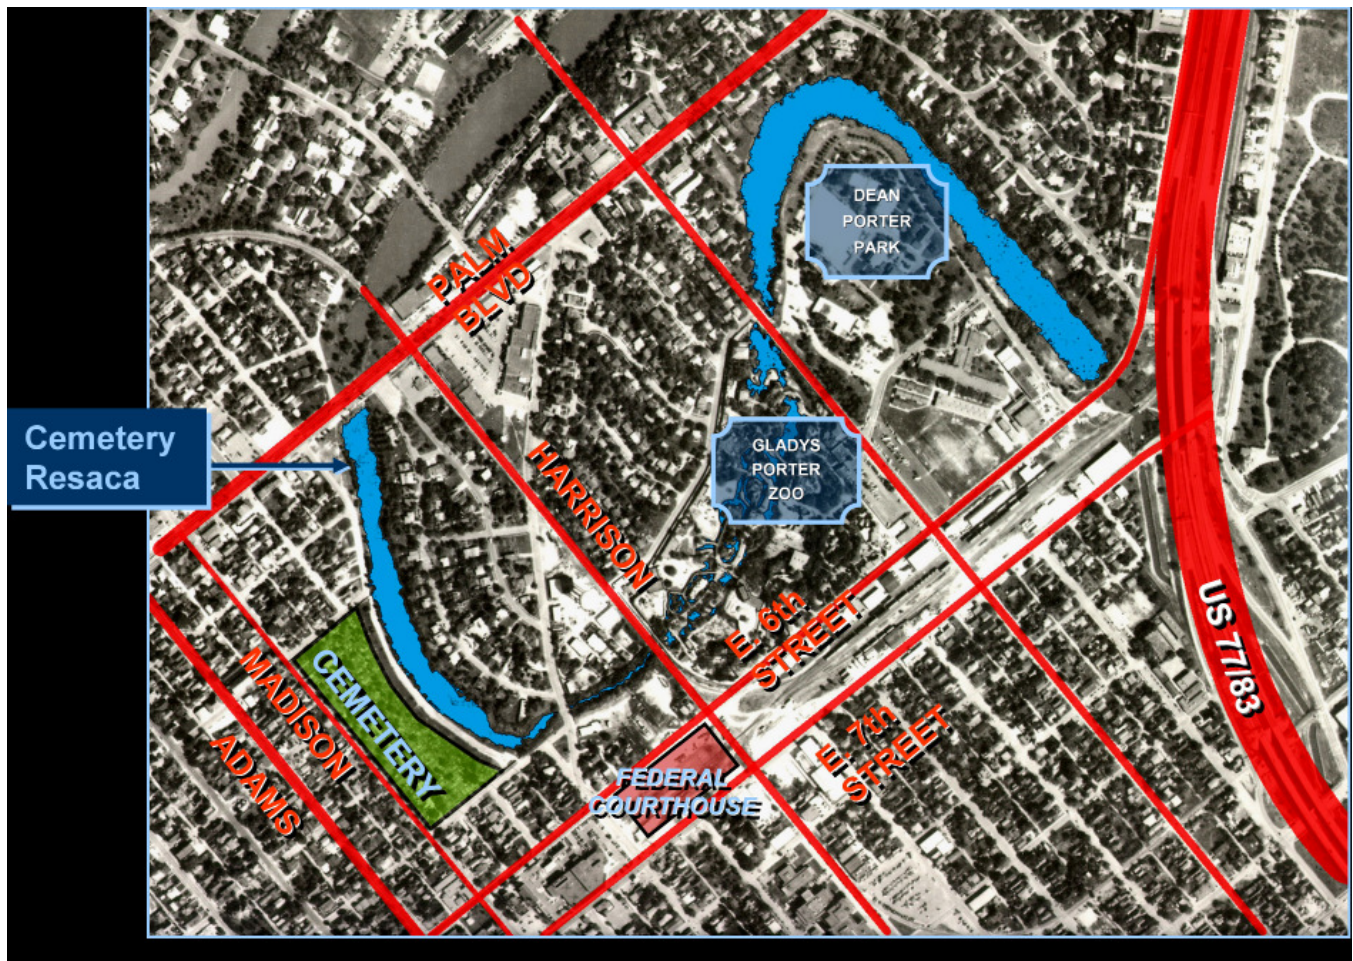 DEAN
PORTER
PARK
PALM
BLVD
Cemetery
Resaca
GLADYS
PORTER
ZOO
HARRISON
E. 6th
STREET
US 77/83
CEMETERY
MADISON
ADAMS
E. 7th
STREET
FEDERAL
COURTHOUSE